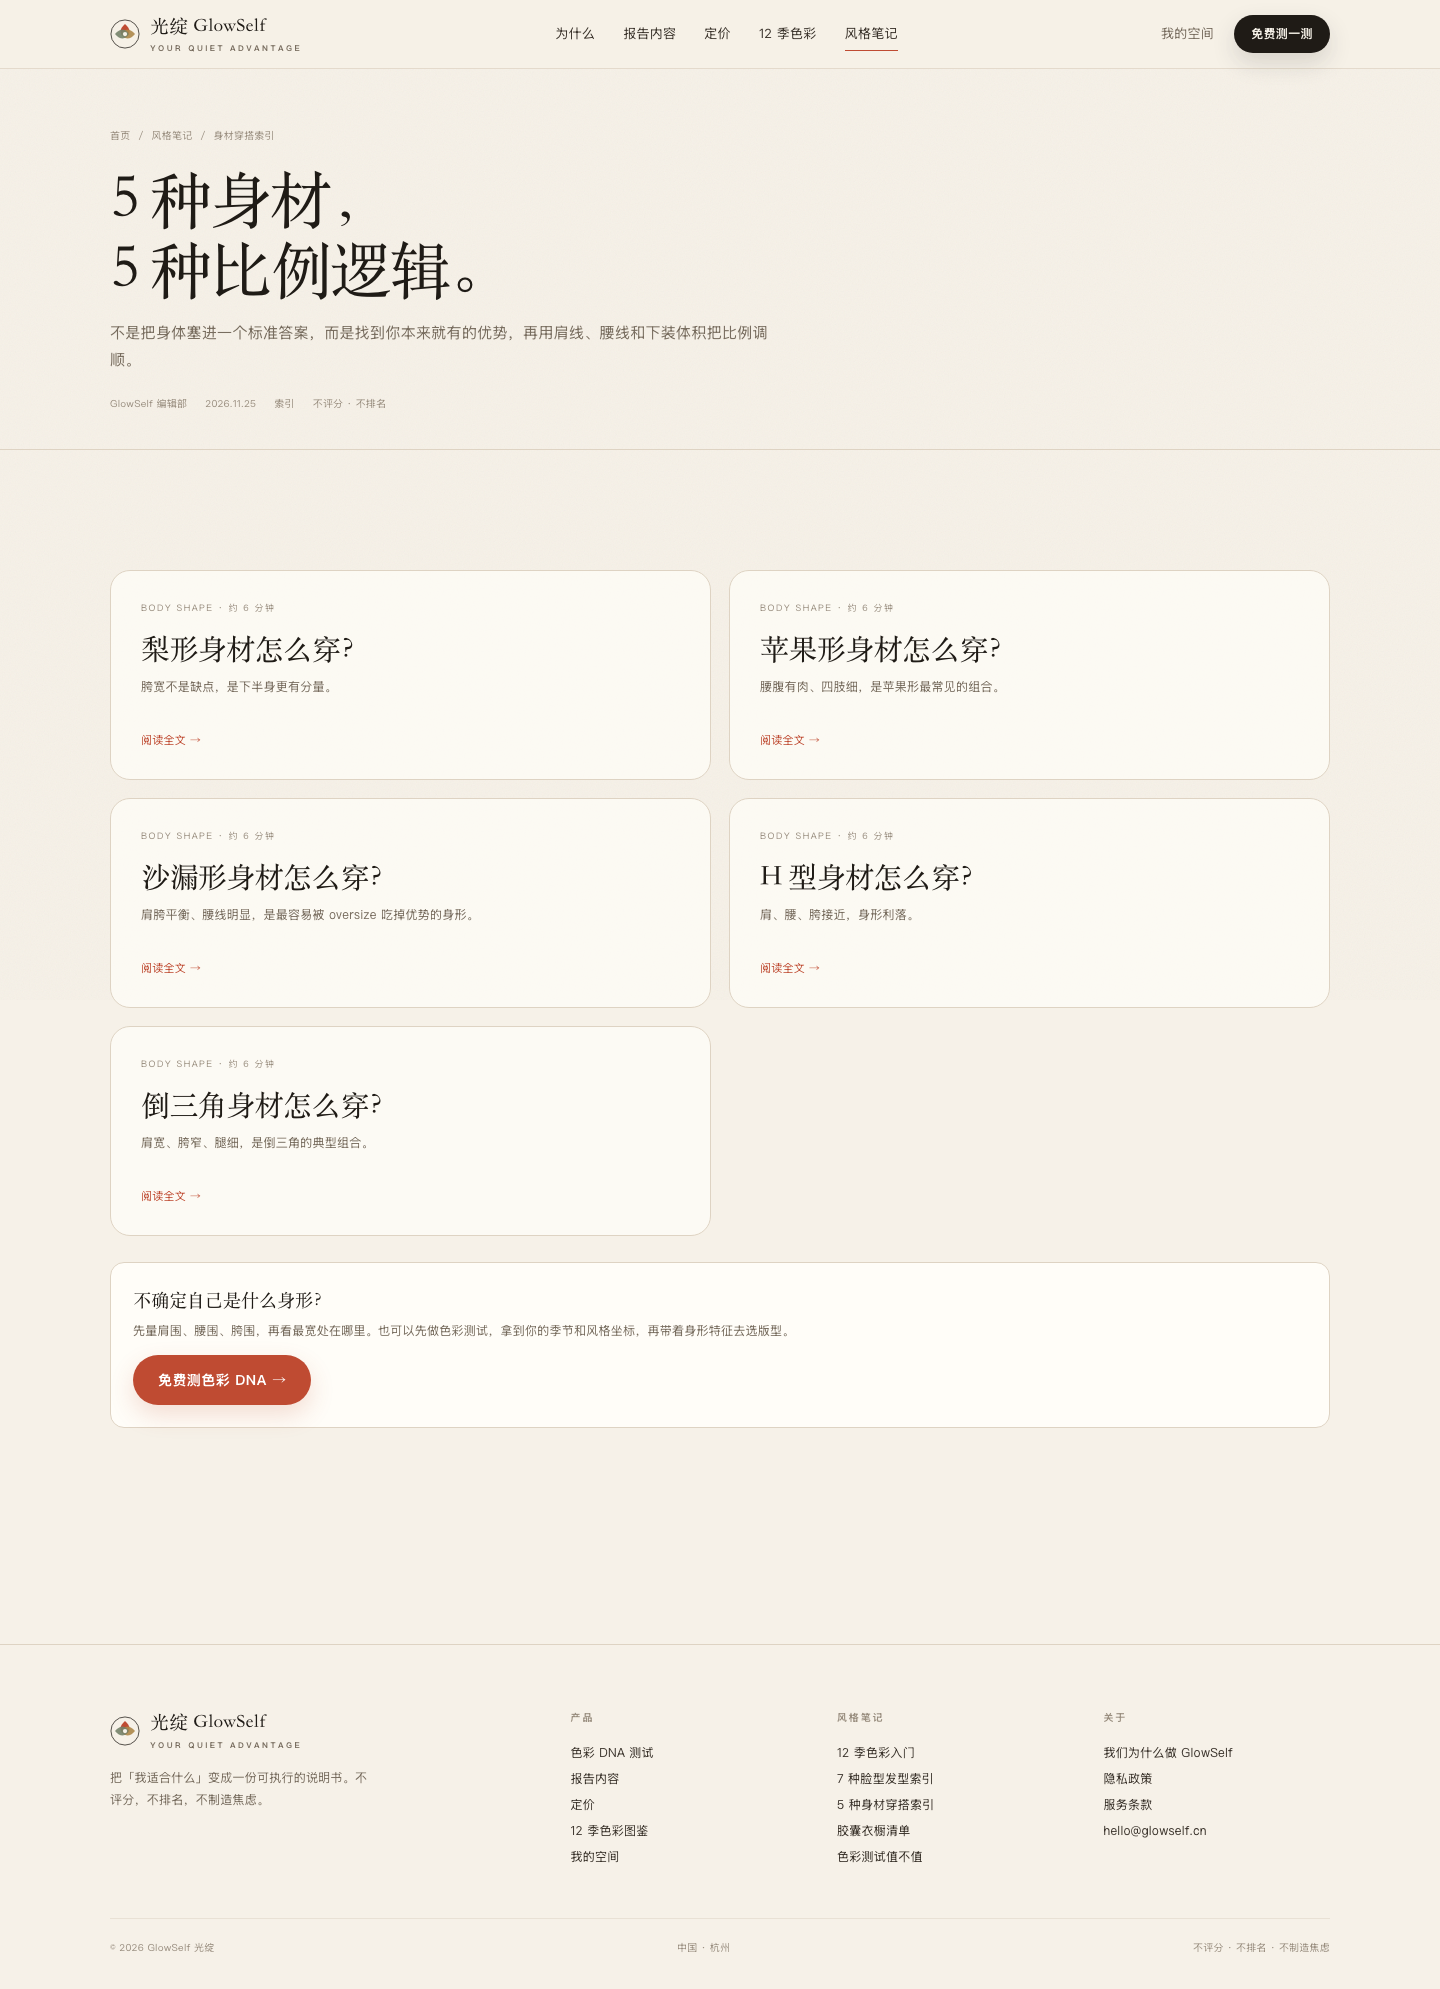 光绽 GlowSelf
YOUR QUIET ADVANTAGE
为什么
报告内容
定价
12 季色彩
风格笔记
我的空间
免费测一测
首页 / 风格笔记 / 身材穿搭索引
5 种身材，
5 种比例逻辑。
不是把身体塞进一个标准答案，而是找到你本来就有的优势，再用肩线、腰线和下装体积把比例调
顺。
GlowSelf 编辑部 2026.11.25 索引 不评分 · 不排名
BODY SHAPE · 约 6 分钟
梨形身材怎么穿？
胯宽不是缺点，是下半身更有分量。
阅读全文 →
BODY SHAPE · 约 6 分钟
苹果形身材怎么穿？
腰腹有肉、四肢细，是苹果形最常见的组合。
阅读全文 →
BODY SHAPE · 约 6 分钟
沙漏形身材怎么穿？
肩胯平衡、腰线明显，是最容易被 oversize 吃掉优势的身形。
阅读全文 →
BODY SHAPE · 约 6 分钟
H 型身材怎么穿？
肩、腰、胯接近，身形利落。
阅读全文 →
BODY SHAPE · 约 6 分钟
倒三角身材怎么穿？
肩宽、胯窄、腿细，是倒三角的典型组合。
阅读全文 →
不确定自己是什么身形？
先量肩围、腰围、胯围，再看最宽处在哪里。也可以先做色彩测试，拿到你的季节和风格坐标，再带着身形特征去选版型。
免费测色彩 DNA →
光绽 GlowSelf
YOUR QUIET ADVANTAGE
把「我适合什么」变成一份可执行的说明书。不
评分，不排名，不制造焦虑。
产品
色彩 DNA 测试
报告内容
定价
12 季色彩图鉴
我的空间
风格笔记
12 季色彩入门
7 种脸型发型索引
5 种身材穿搭索引
胶囊衣橱清单
色彩测试值不值
关于
我们为什么做 GlowSelf
隐私政策
服务条款
hello@glowself.cn
© 2026 GlowSelf 光绽
中国 · 杭州
不评分 · 不排名 · 不制造焦虑